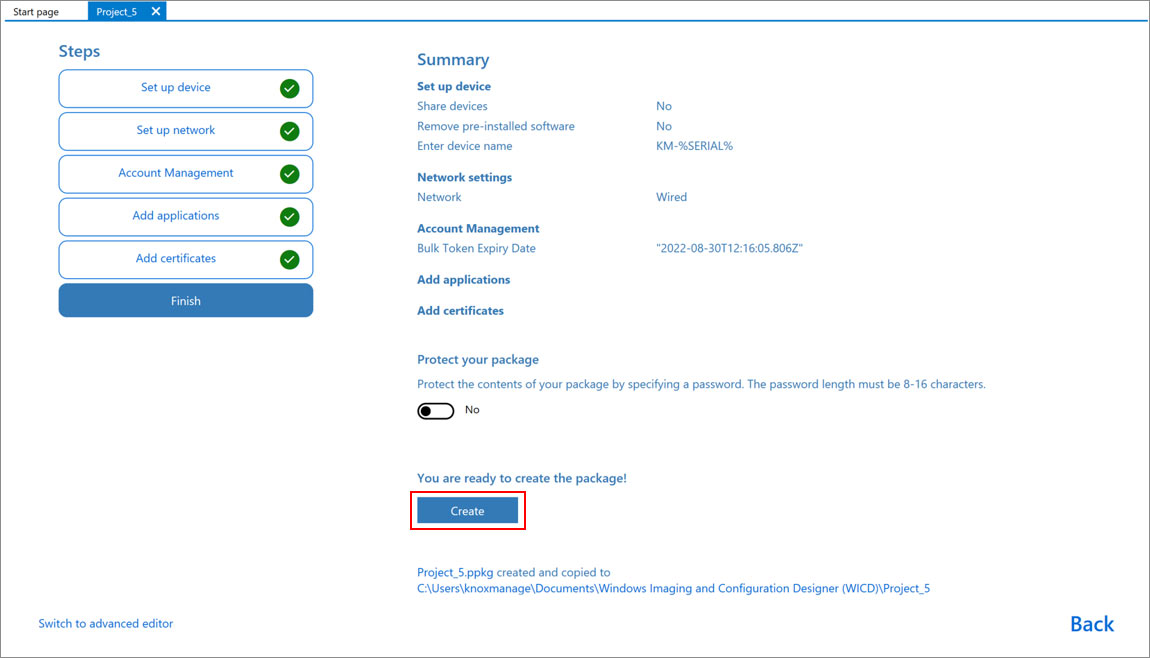 Start page
Project_5
Steps
Set up device
Set up network
Account Management
Add applications
Add certificates
Finish
Summary
Set up device
Share devices No
Remove pre-installed software No
Enter device name KM-%SERIAL%
Network settings
Network Wired
Account Management
Bulk Token Expiry Date "2022-08-30T12:16:05.806Z"
Add applications
Add certificates
Protect your package
Protect the contents of your package by specifying a password. The password length must be 8-16 characters.
No
You are ready to create the package!
Create
Project_5.ppkg created and copied to
C:\Users\knoxmanage\Documents\Windows Imaging and Configuration Designer (WICD)\Project_5
Switch to advanced editor
Back